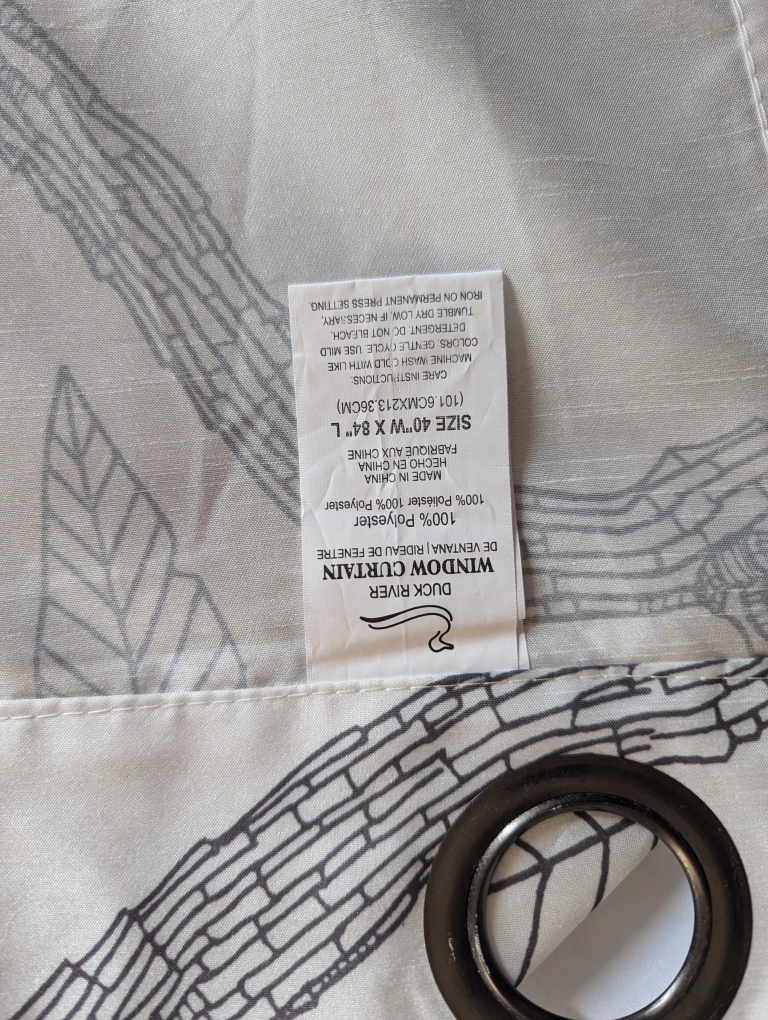 DUCK RIVER
WINDOW CURTAIN
DE VENTANA | RIDEAU DE FENETRE
100% Polyester
100% Poliéster 100% Polyester
MADE IN CHINA
HECHO EN CHINA
FABRIQUE AUX CHINE
SIZE 40"W X 84" L
(101.6CMX213.36CM)
CARE INSTRUCTIONS:
MACHINE WASH COLD WITH LIKE
COLORS. GENTLE CYCLE. USE MILD
DETERGENT. DO NOT BLEACH.
TUMBLE DRY LOW. IF NECESSARY,
IRON ON PERMANENT PRESS SETTING.